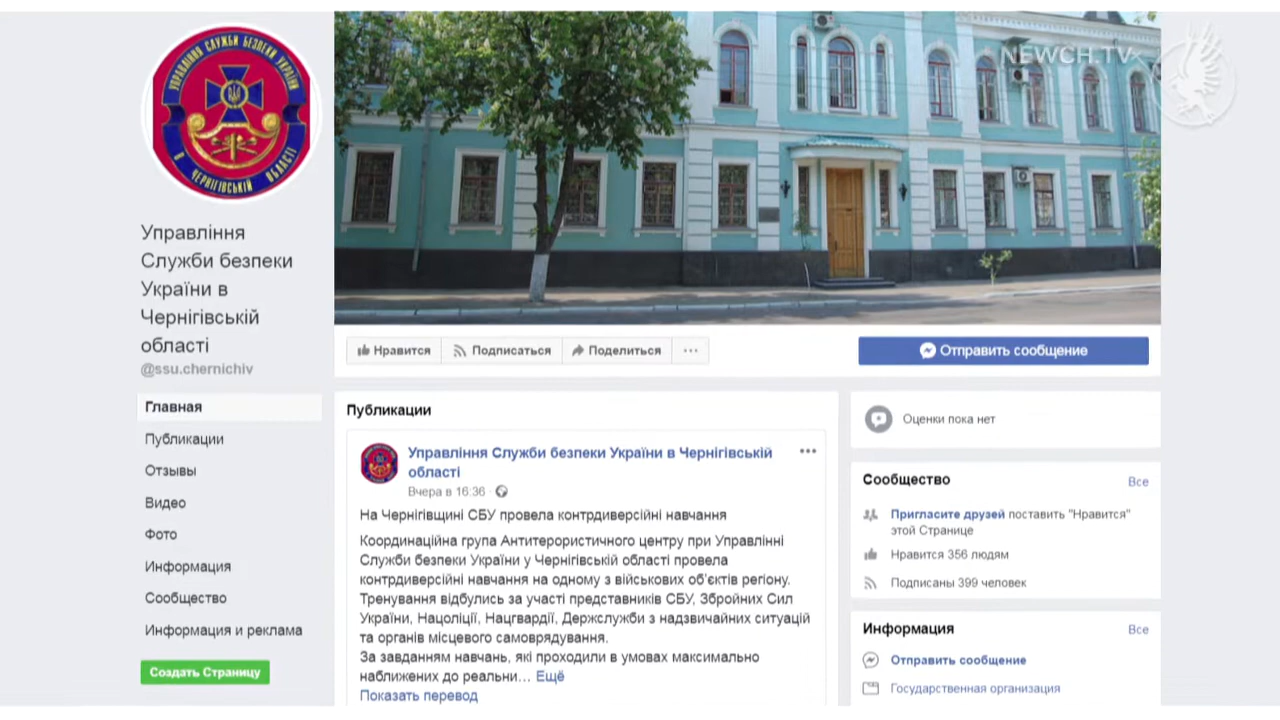 NEWCH.TV
УПРАВЛІННЯ СЛУЖБИ БЕЗПЕКИ УКРАЇНИ
В ЧЕРНІГІВСЬКІЙ ОБЛАСТІ
Управління
Служби безпеки
України в
Чернігівській
області
@ssu.chernichiv
Главная
Публикации
Отзывы
Видео
Фото
Информация
Сообщество
Информация и реклама
Создать Страницу
Нравится
Подписаться
Поделиться
Отправить сообщение
Публикации
Управління Служби безпеки України в Чернігівській
області
Вчера в 16:36
На Чернігівщині СБУ провела контрдиверсійні навчання
Координаційна група Антитерористичного центру при Управлінні
Служби безпеки України у Чернігівській області провела
контрдиверсійні навчання на одному з військових об’єктів регіону.
Тренування відбулись за участі представників СБУ, Збройних Сил
України, Нацполіції, Нацгвардії, Держслужби з надзвичайних ситуацій
та органів місцевого самоврядування.
За завданням навчань, які проходили в умовах максимально
наближених до реальни… Ещё
Показать перевод
Оценки пока нет
Сообщество
Все
Пригласите друзей поставить "Нравится"
этой Странице
Нравится 356 людям
Подписаны 399 человек
Информация
Все
Отправить сообщение
Государственная организация